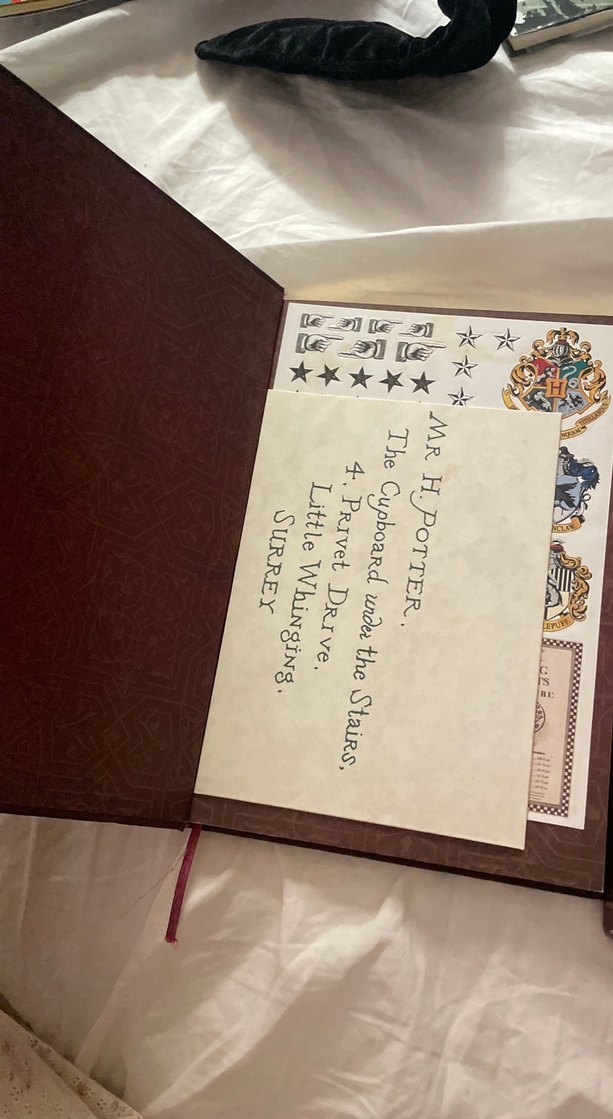 Mr H. Potter,
The Cupboard under the Stairs,
4, Privet Drive,
Little Whinging,
SURREY
H